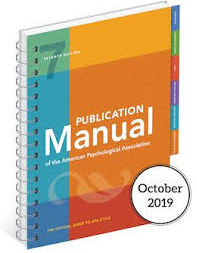 7
SEVENTH EDITION
PUBLICATION
Manual
of the American Psychological Association
&
THE OFFICIAL GUIDE TO APA STYLE
October
2019